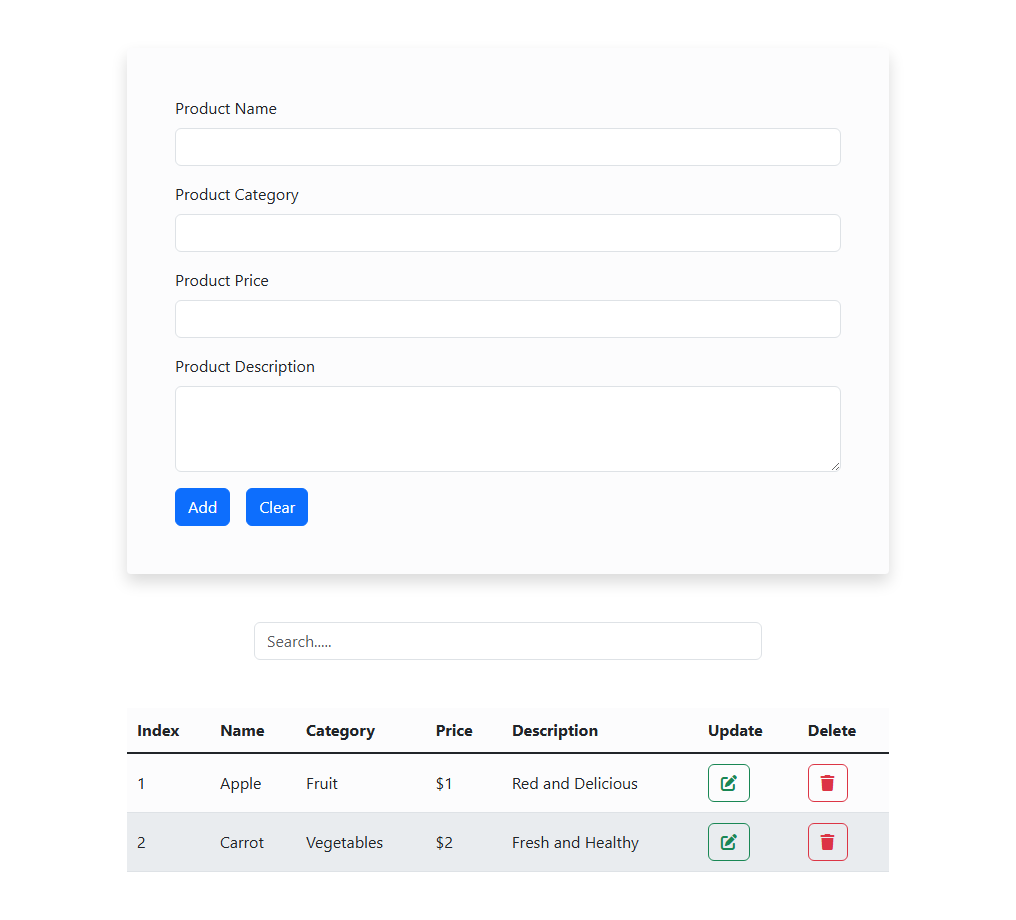 Product Name
Product Category
Product Price
Product Description
Add Clear
Search.....
Index Name Category Price Description Update Delete
1 Apple Fruit $1 Red and Delicious
2 Carrot Vegetables $2 Fresh and Healthy